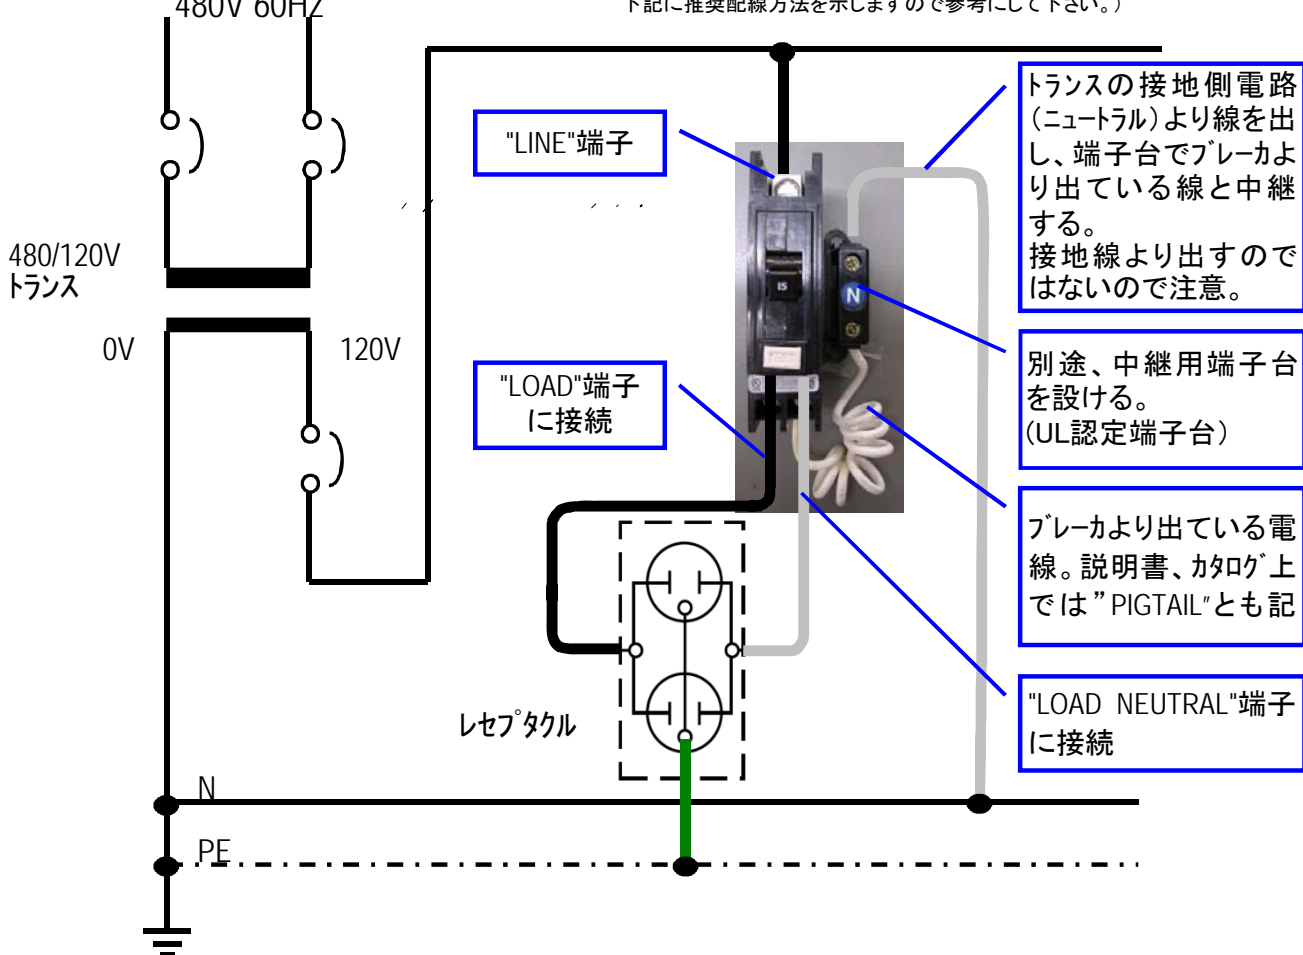 480V 60HZ
下記に推奨配線方法を示しますので参考にして下さい。)
"LINE"端子
トランスの接地側電路
(ニュートラル)より線を出
し、端子台でブレーカよ
り出ている線と中継
する。
接地線より出すので
はないので注意。
480/120V
トランス
0V
120V
15
N
"LOAD"端子
に接続
別途、中継用端子台
を設ける。
(UL認定端子台)
ブレーカより出ている電
線。説明書、カタログ上
では"PIGTAIL"とも記
レセプタクル
"LOAD NEUTRAL"端子
に接続
N
PE